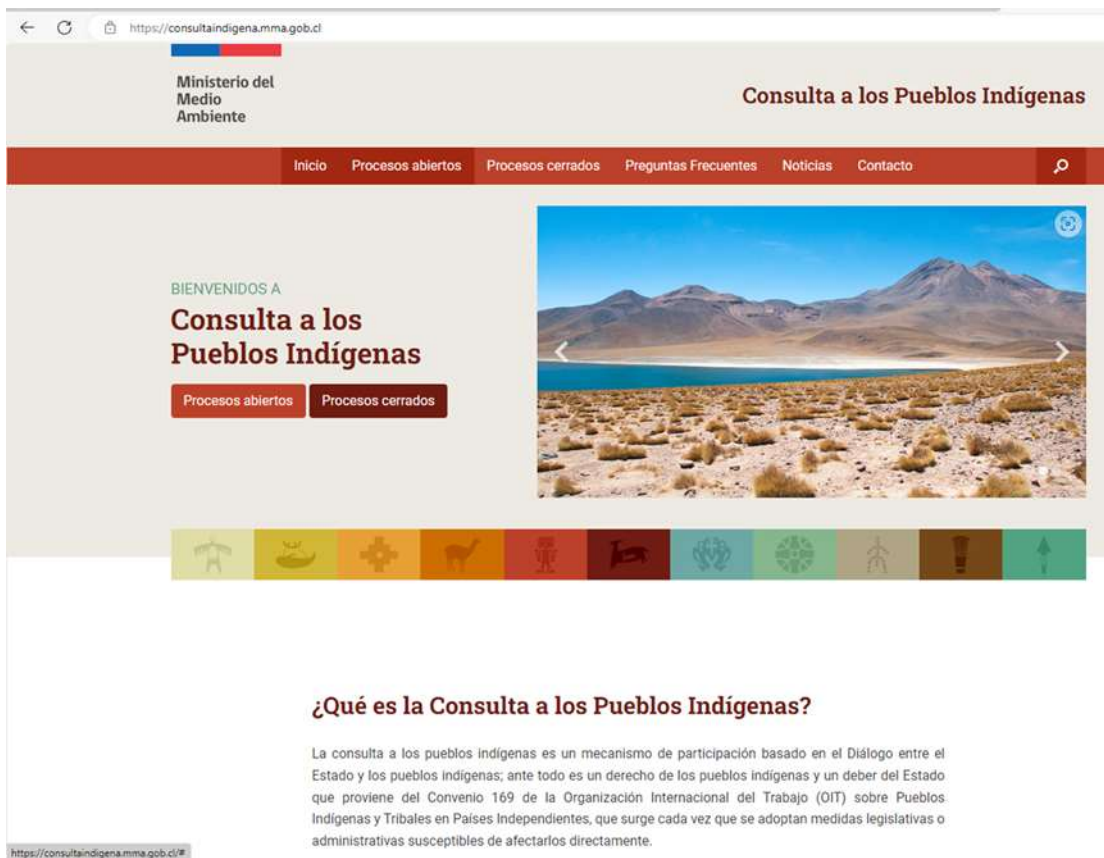 https://consultaindigena.mma.gob.cl
Ministerio del
Medio
Ambiente
Consulta a los Pueblos Indígenas
Inicio Procesos abiertos Procesos cerrados Preguntas Frecuentes Noticias Contacto
BIENVENIDOS A
Consulta a los
Pueblos Indígenas
Procesos abiertos Procesos cerrados
¿Qué es la Consulta a los Pueblos Indígenas?
La consulta a los pueblos indígenas es un mecanismo de participación basado en el Diálogo entre el
Estado y los pueblos indígenas; ante todo es un derecho de los pueblos indígenas y un deber del Estado
que proviene del Convenio 169 de la Organización Internacional del Trabajo (OIT) sobre Pueblos
Indígenas y Tribales en Países Independientes, que surge cada vez que se adoptan medidas legislativas o
administrativas susceptibles de afectarlos directamente.
https://consultaindigena.mma.gob.cl/#